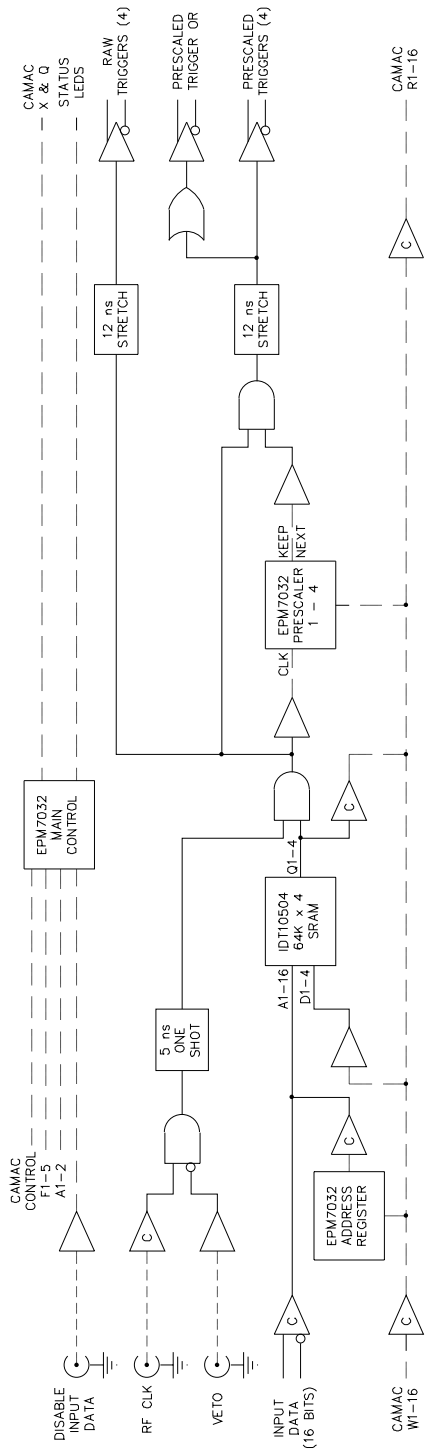 CAMAC
CONTROL
F1-5
A1-2
DISABLE
INPUT
DATA
EPM7032
MAIN
CONTROL
CAMAC
X & Q
STATUS
LEDS
RF CLK
C
VETO
5 ns
ONE
SHOT
12 ns
STRETCH
RAW
TRIGGERS (4)
PRESCALED
TRIGGER OR
INPUT
DATA
(16 BITS)
C
EPM7032
ADDRESS
REGISTER
C
A1-16
D1-4
IDT10504
64K x 4
SRAM
Q1-4
C
CLK
EPM7032
PRESCALER
1 - 4
KEEP
NEXT
12 ns
STRETCH
PRESCALED
TRIGGERS (4)
CAMAC
W1-16
C
C
CAMAC
R1-16